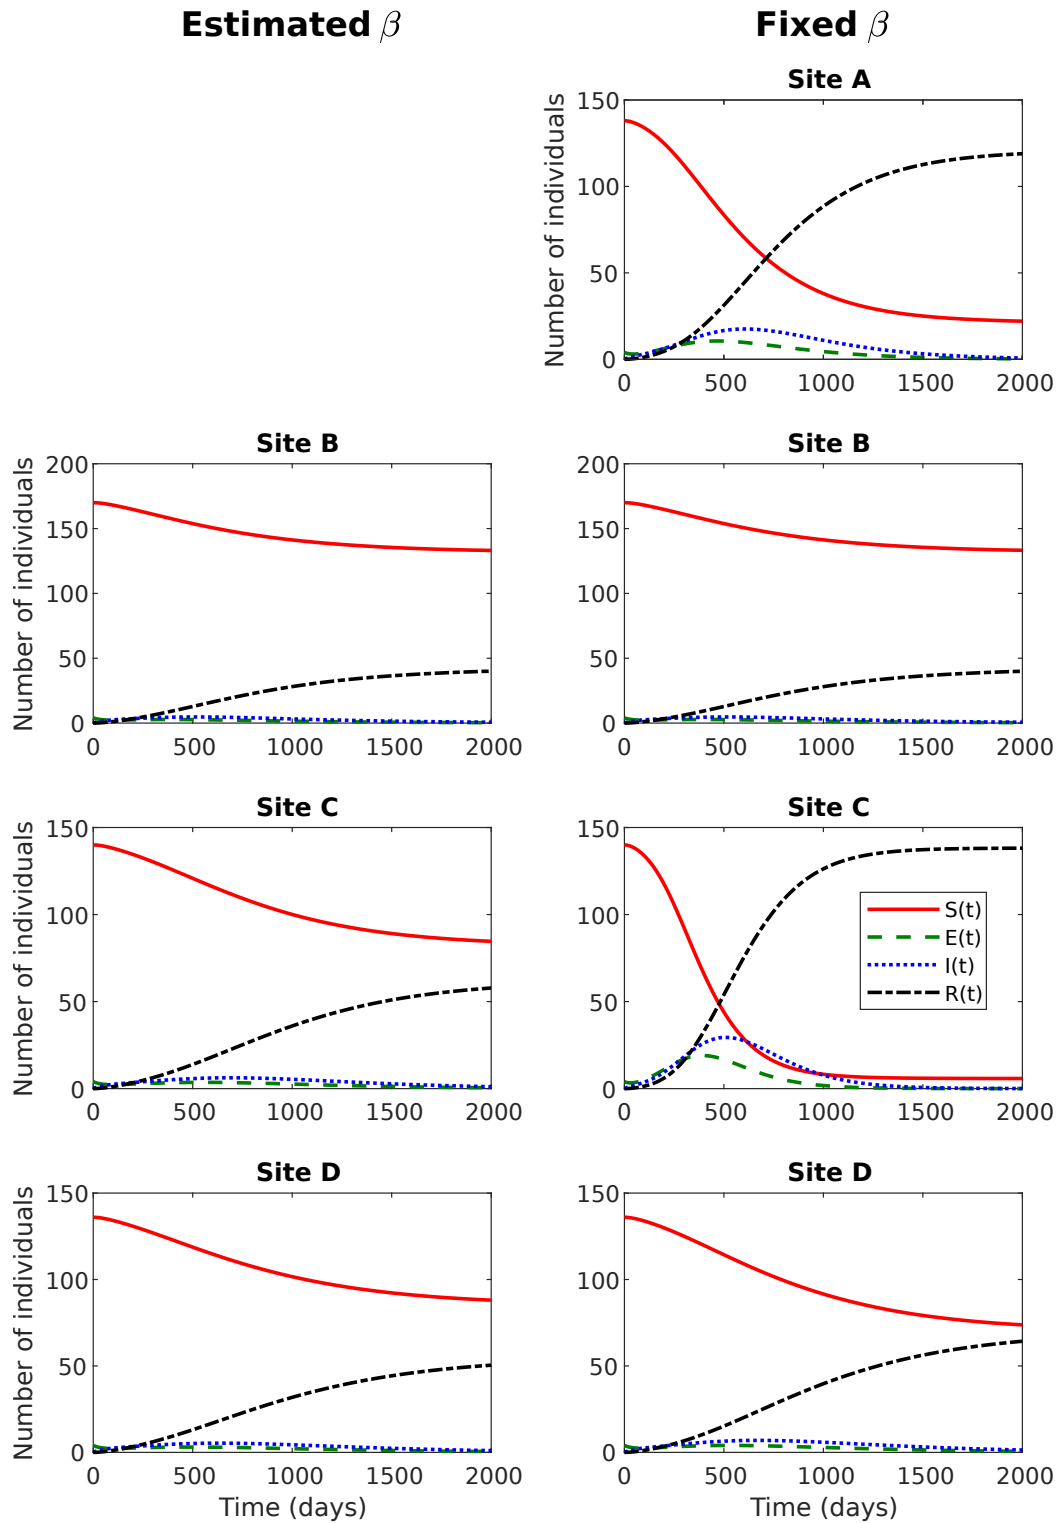 Estimated β
Fixed β
Site A
Number of individuals
150
100
50
0
0 500 1000 1500 2000
Site B
Number of individuals
200
150
100
50
0
0 500 1000 1500 2000
Site B
200
150
100
50
0
0 500 1000 1500 2000
Site C
Number of individuals
150
100
50
0
0 500 1000 1500 2000
Site C
150
100
50
0
0 500 1000 1500 2000
S(t)
E(t)
I(t)
R(t)
Site D
Number of individuals
150
100
50
0
0 500 1000 1500 2000
Time (days)
Site D
150
100
50
0
0 500 1000 1500 2000
Time (days)